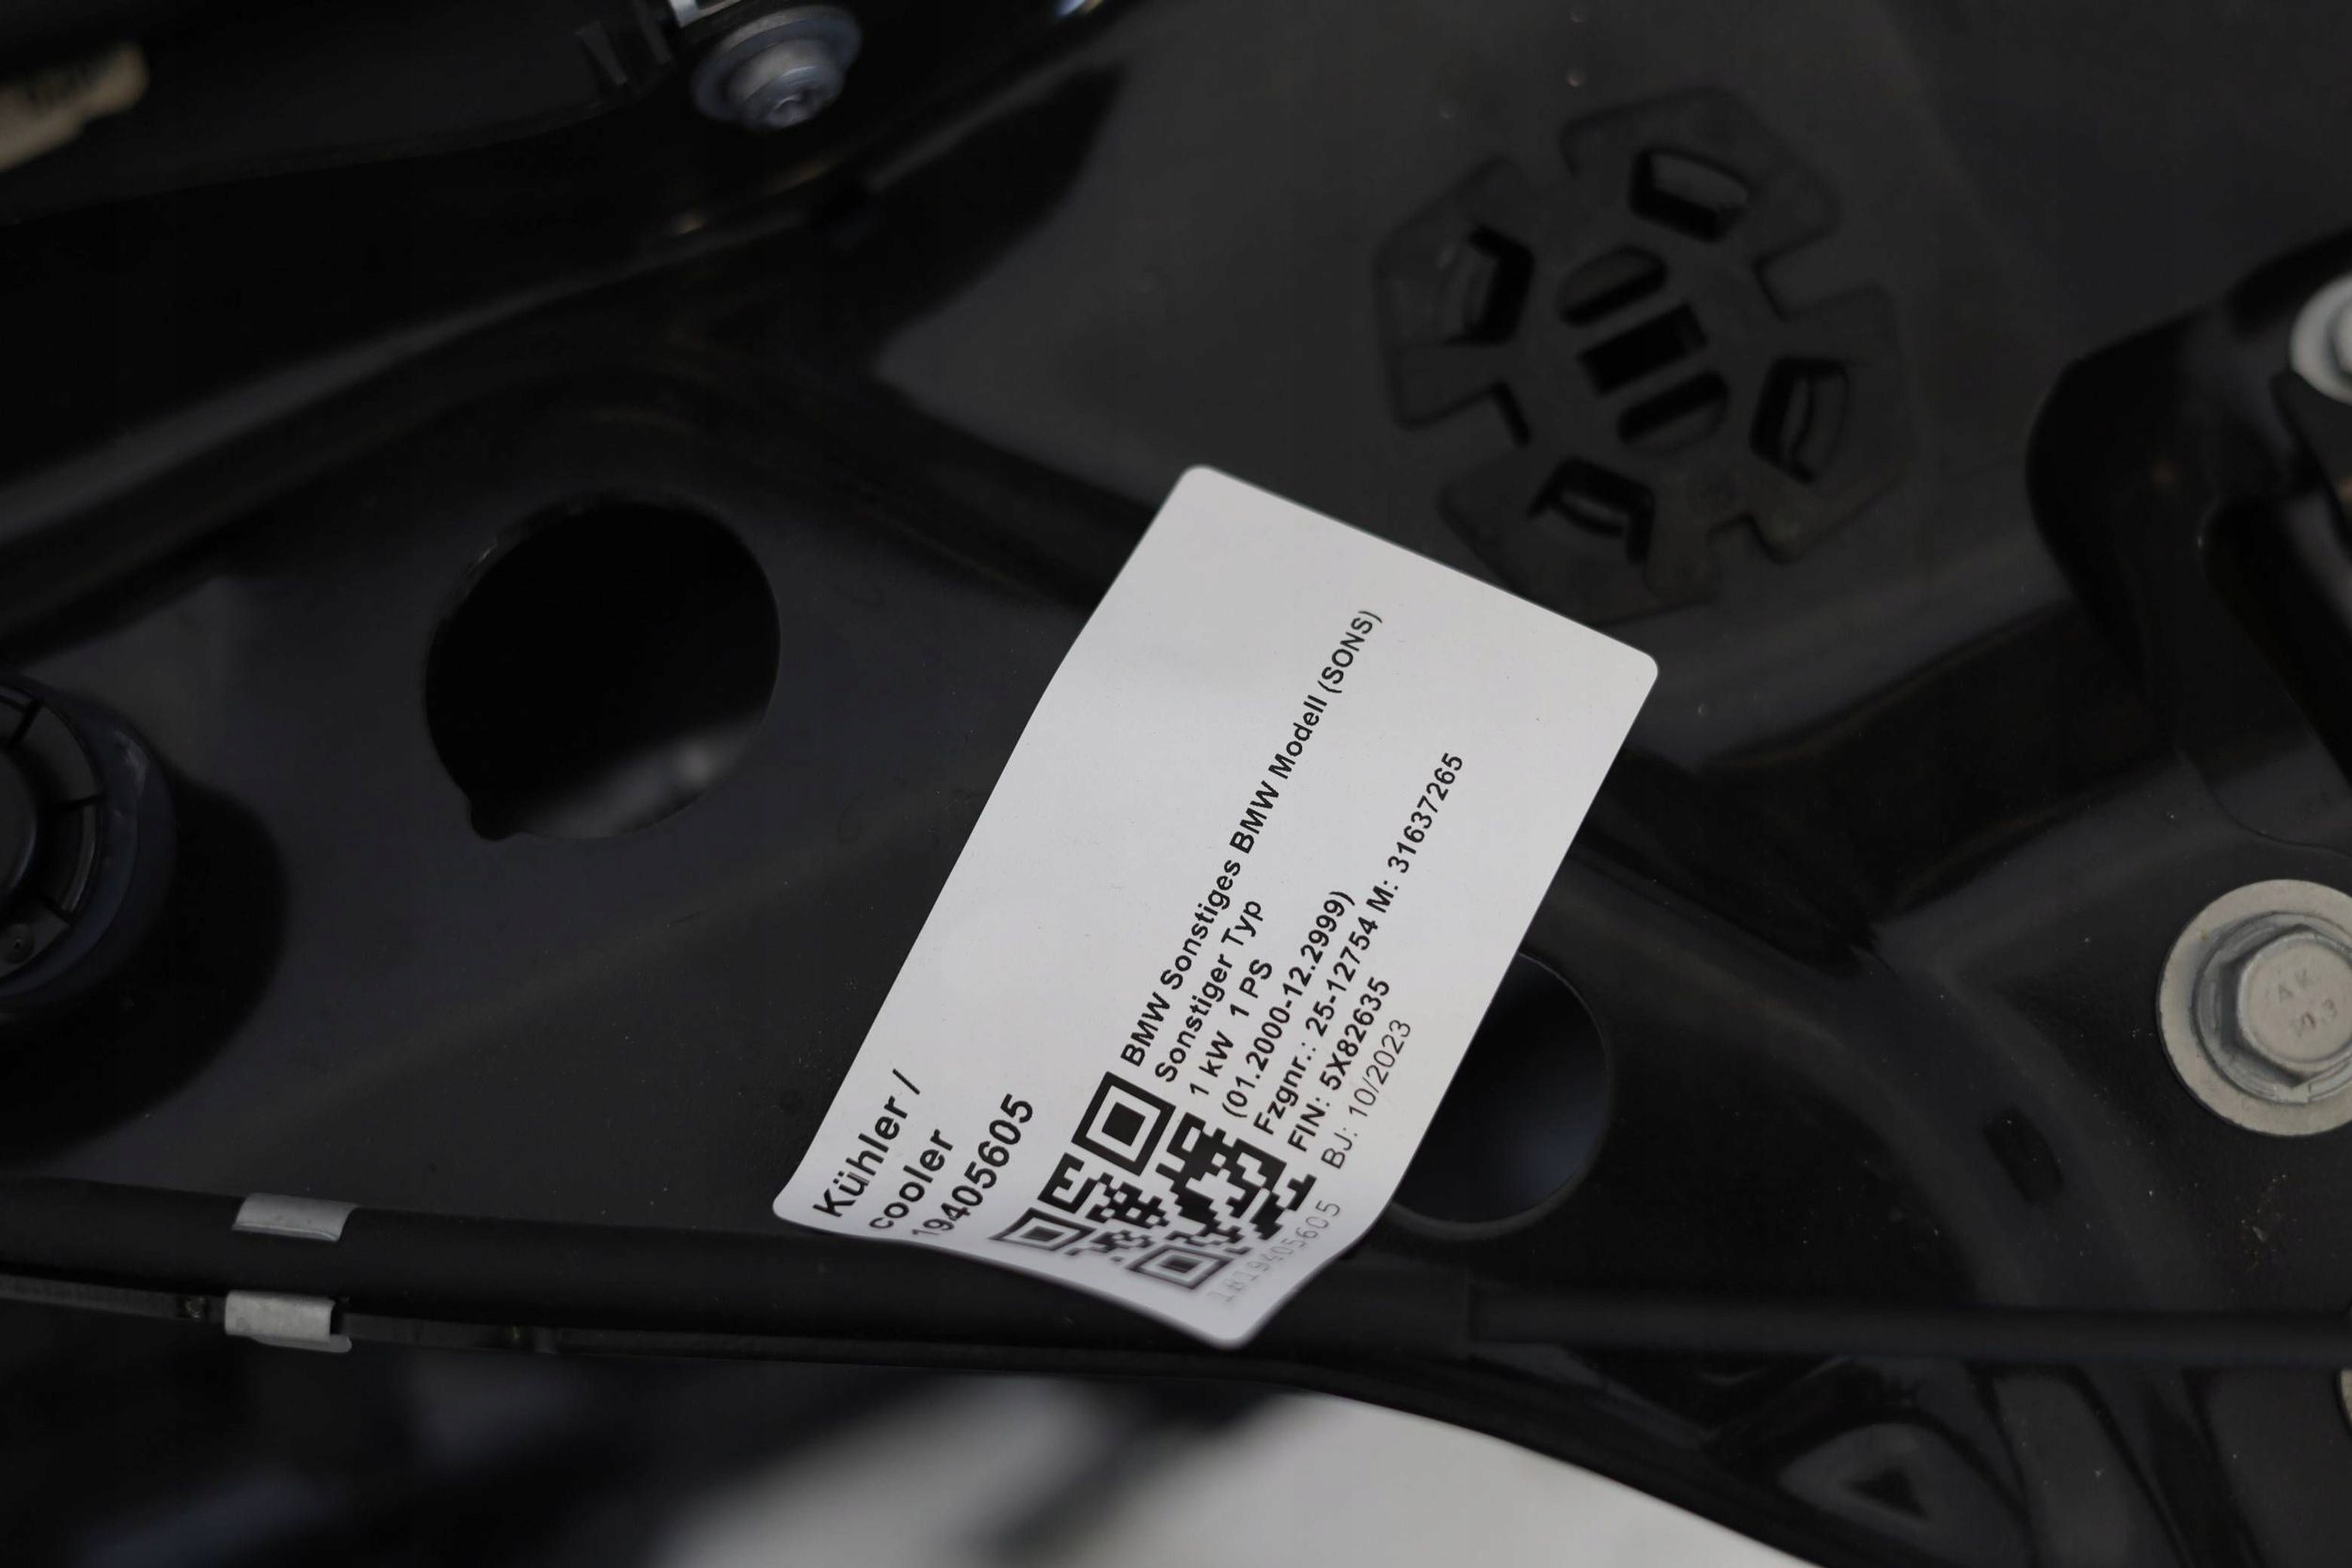 Kühler /
cooler
19405605
BMW Sonstiges BMW Modell (SONS)
Sonstiger Typ
1 kW 1 PS
(01.2000-12.2999)
Fzgnr.: 25-12754 M: 31637265
FIN: 5X82635
BJ: 10/2023